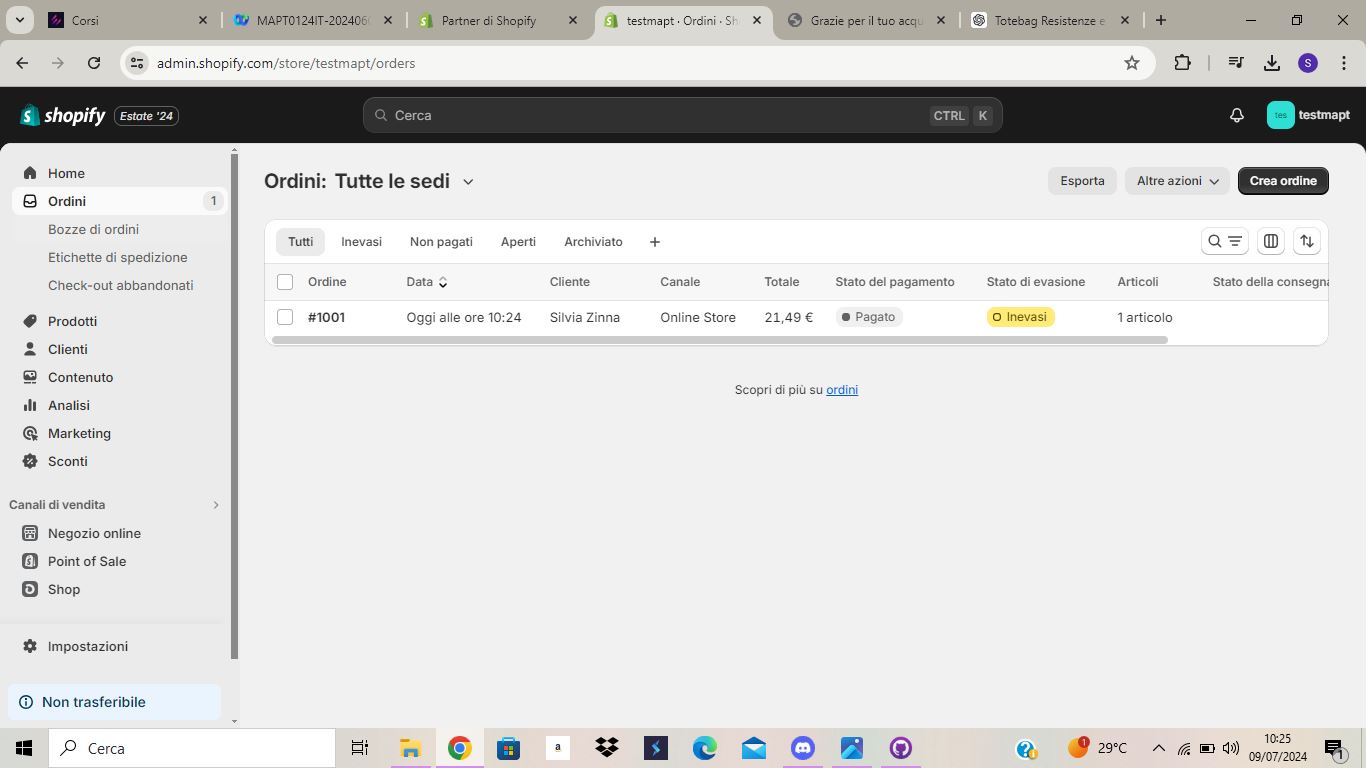 Corsi
MAPT0124IT-2024060
Partner di Shopify
testmapt · Ordini · Sh
Grazie per il tuo acqu
Totebag Resistenze e
admin.shopify.com/store/testmapt/orders
shopify
Estate '24
Cerca
CTRL K
tes
testmapt
Home
Ordini
1
Bozze di ordini
Etichette di spedizione
Check-out abbandonati
Prodotti
Clienti
Contenuto
Analisi
Marketing
Sconti
Canali di vendita
Negozio online
Point of Sale
Shop
Impostazioni
Non trasferibile
Ordini: Tutte le sedi
Esporta
Altre azioni
Crea ordine
Tutti
Inevasi
Non pagati
Aperti
Archiviato
Ordine
Data
Cliente
Canale
Totale
Stato del pagamento
Stato di evasione
Articoli
Stato della consegna
#1001
Oggi alle ore 10:24
Silvia Zinna
Online Store
21,49 €
Pagato
Inevasi
1 articolo
Scopri di più su ordini
Cerca
a
1
29°C
10:25
09/07/2024
1
S